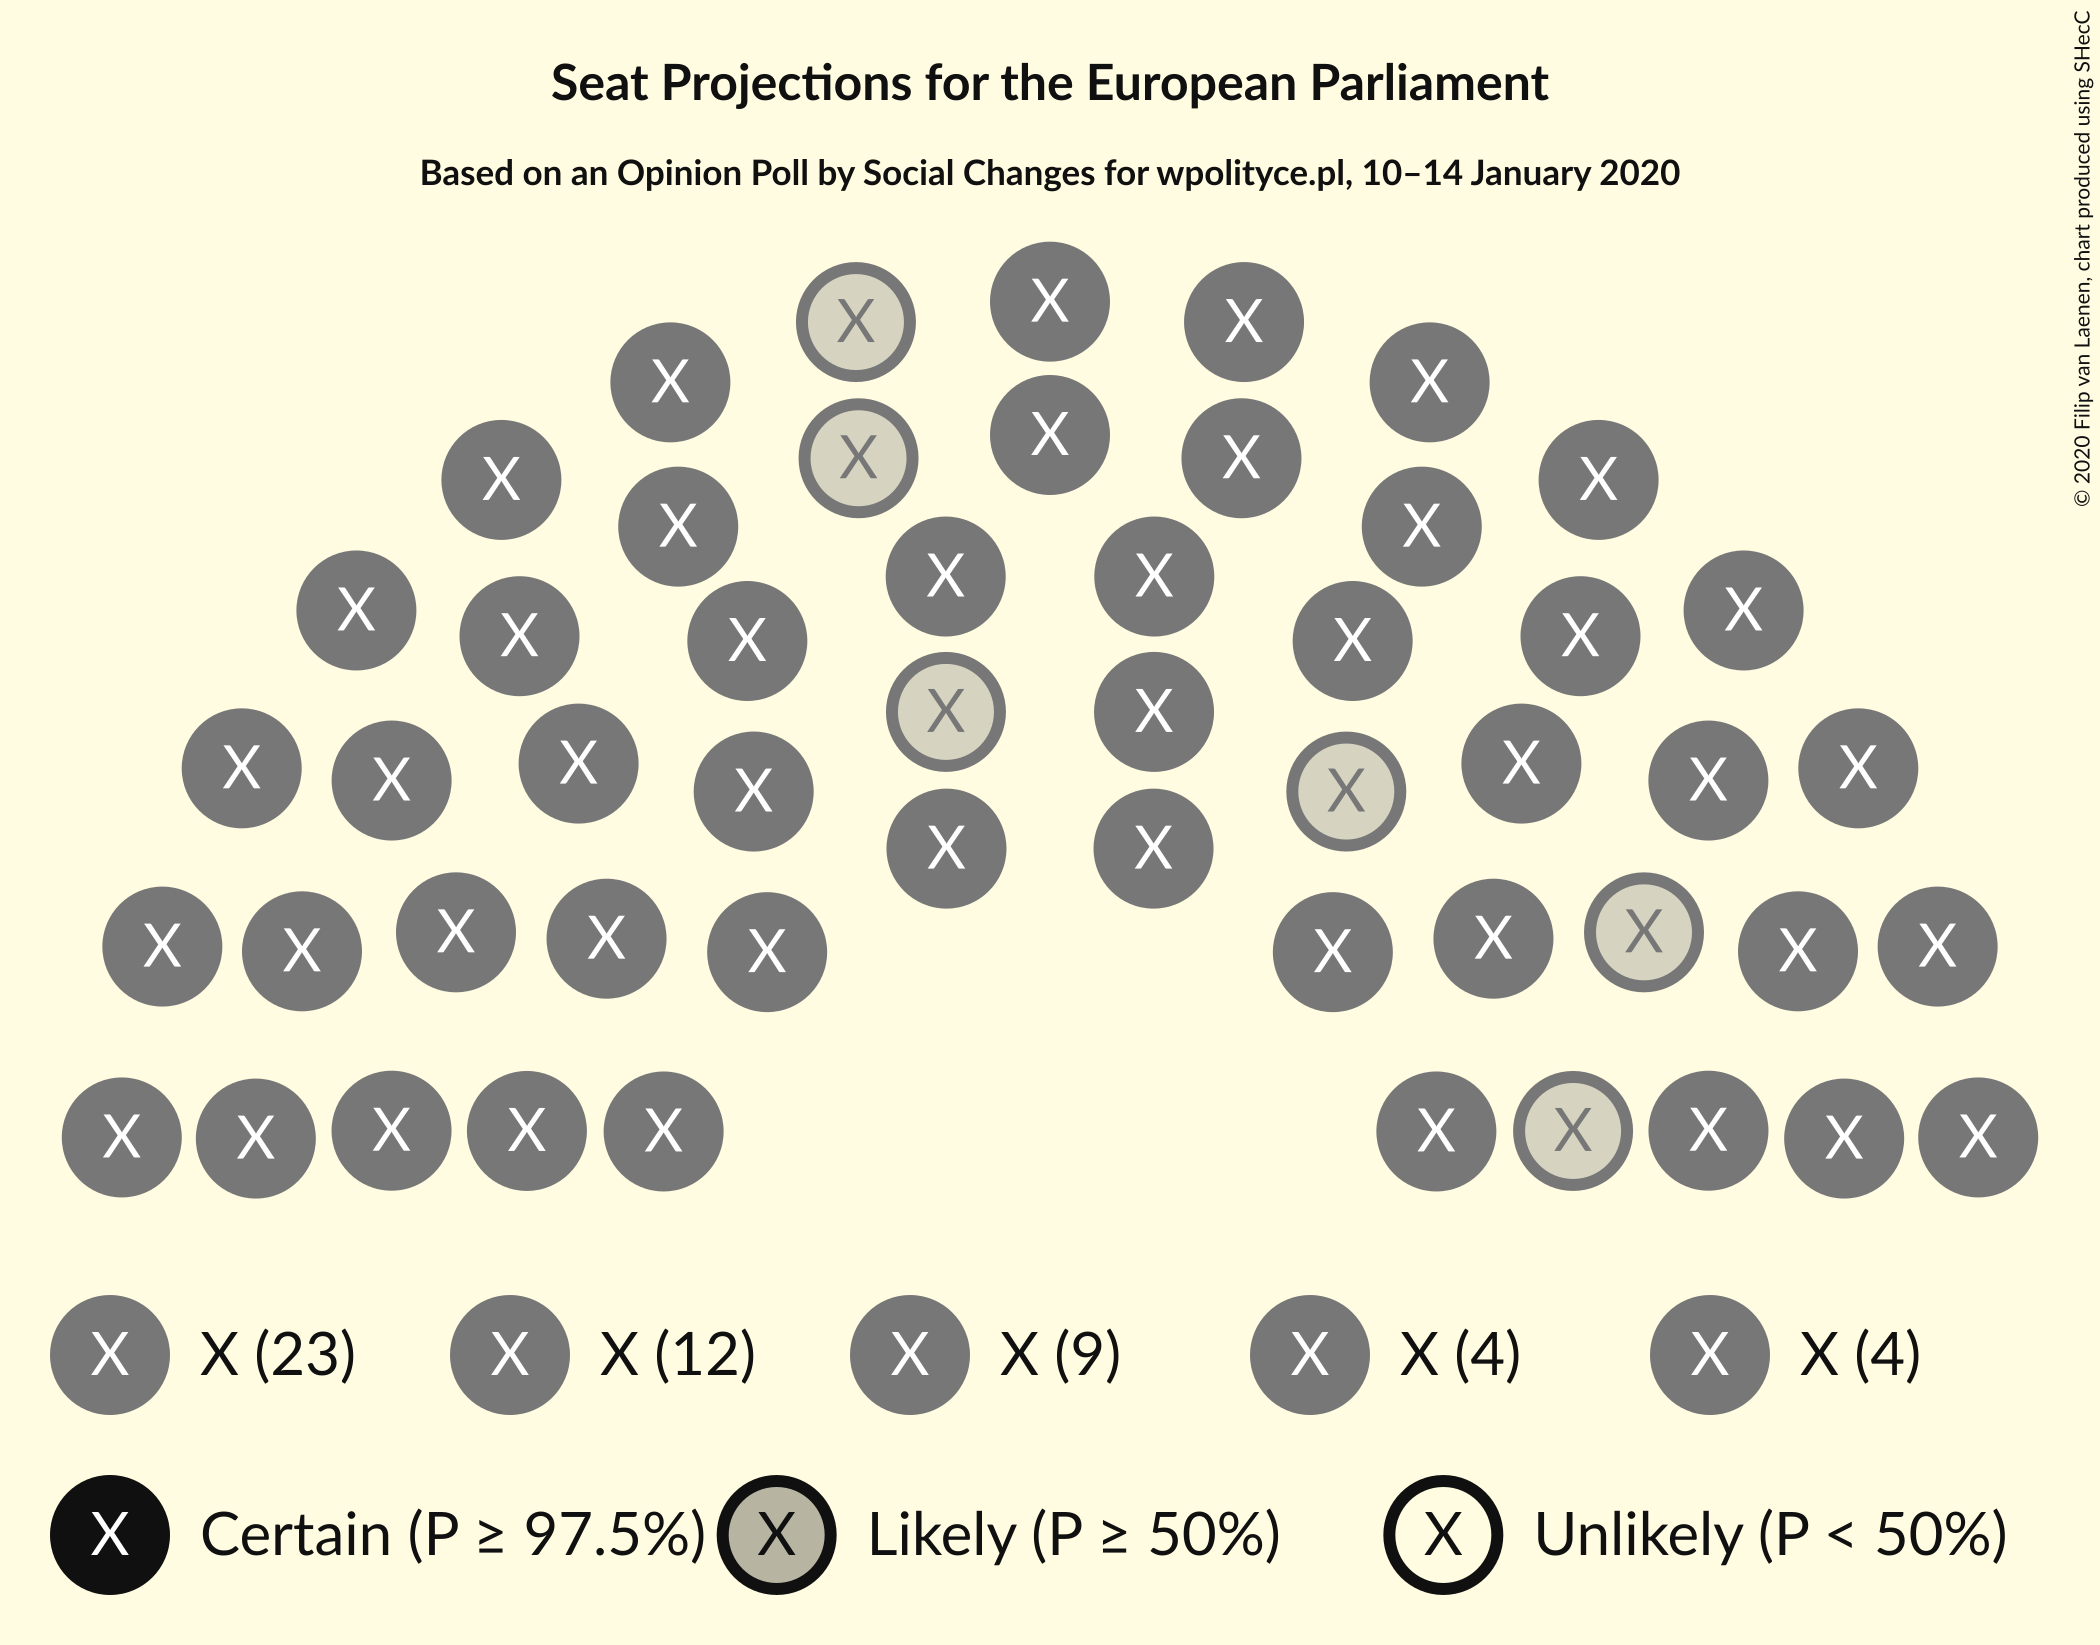 Seat Projections for the European Parliament
Based on an Opinion Poll by Social Changes for wpolityce.pl, 10–14 January 2020
© 2020 Filip van Laenen, chart produced using SHecC
X
X X
X X
X
X X
X X
X X
X X
X X
X X
X X
X X
X X
X X
X X
X X X X
X X X X
X X
X X X X X X X X X X
X X X X X X X X X X
X X (23) X X (12) X X (9) X X (4) X X (4)
X Certain (P ≥ 97.5%) X Likely (P ≥ 50%) X Unlikely (P < 50%)